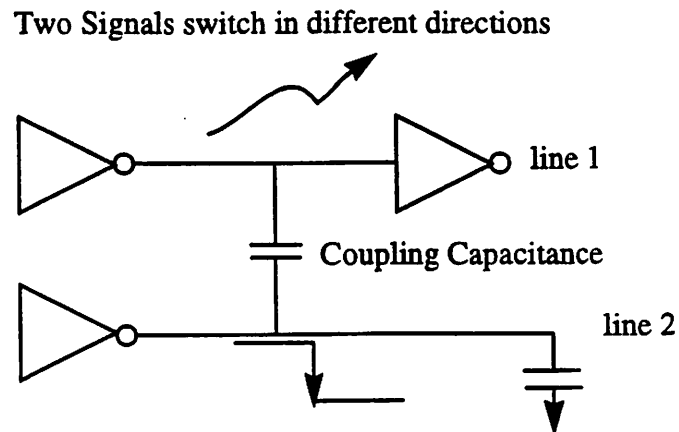 Two Signals switch in different directions
line 1
Coupling Capacitance
line 2